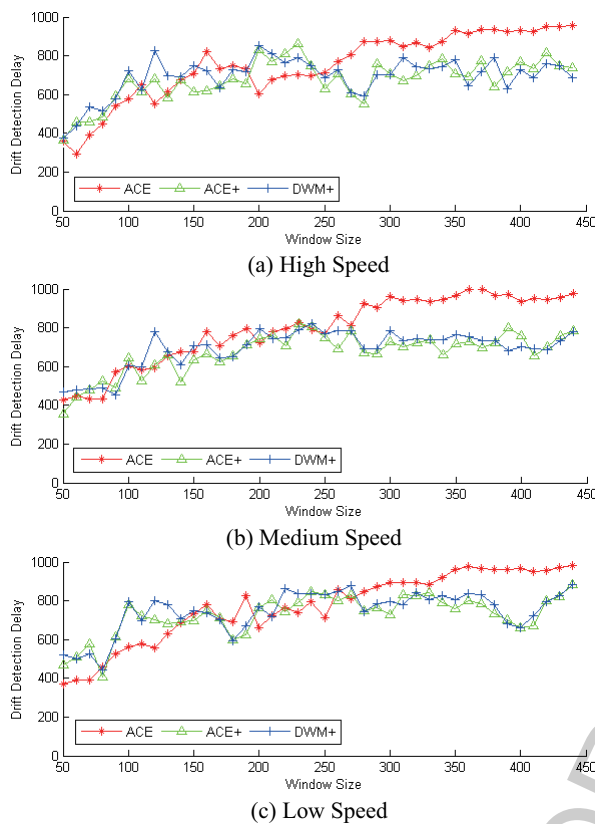 1000
800
600
400
200
0
Drift Detection Delay
ACE ACE+ DWM+
50 100 150 200 250 300 350 400 450
Window Size
(a) High Speed
1000
800
600
400
200
0
Drift Detection Delay
ACE ACE+ DWM+
50 100 150 200 250 300 350 400 450
Window Size
(b) Medium Speed
1000
800
600
400
200
0
Drift Detection Delay
ACE ACE+ DWM+
50 100 150 200 250 300 350 400 450
Window Size
(c) Low Speed